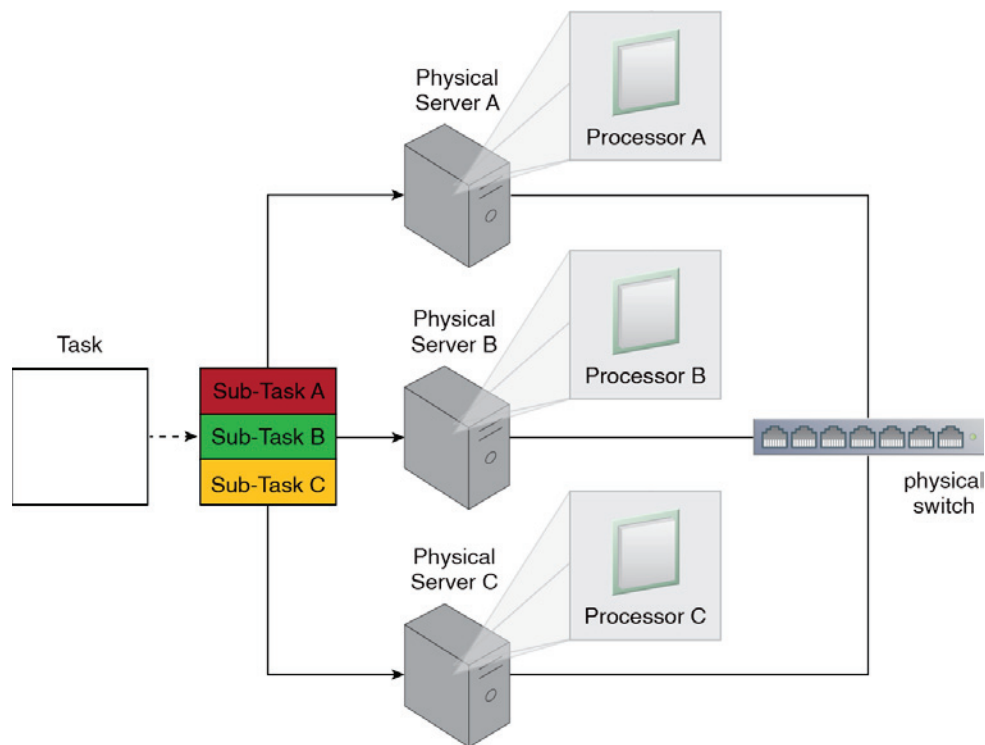 Physical
Server A
Processor A
Task
Sub-Task A
Sub-Task B
Sub-Task C
Physical
Server B
Processor B
physical
switch
Physical
Server C
Processor C